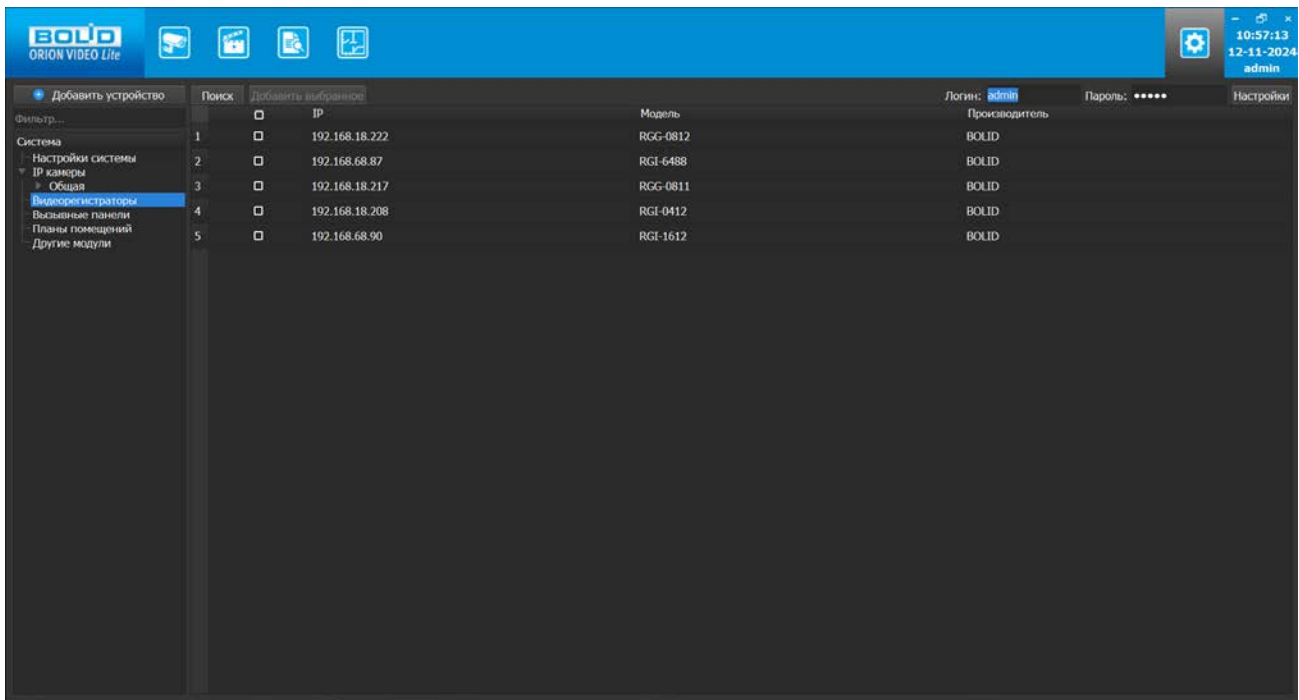 BOLID
ORION VIDEO Lite
10:57:13
12-11-2024
admin
Добавить устройство
Поиск Добавить выбранное Логин: admin Пароль: ••••• Настройки
Фильтр...
IP Модель Производитель
Система
Настройки системы
IP камеры
Общая
Видеорегистраторы
Вызывные панели
Планы помещений
Другие модули
1 192.168.18.222 RGG-0812 BOLID
2 192.168.68.87 RGI-6488 BOLID
3 192.168.18.217 RGG-0811 BOLID
4 192.168.18.208 RGI-0412 BOLID
5 192.168.68.90 RGI-1612 BOLID